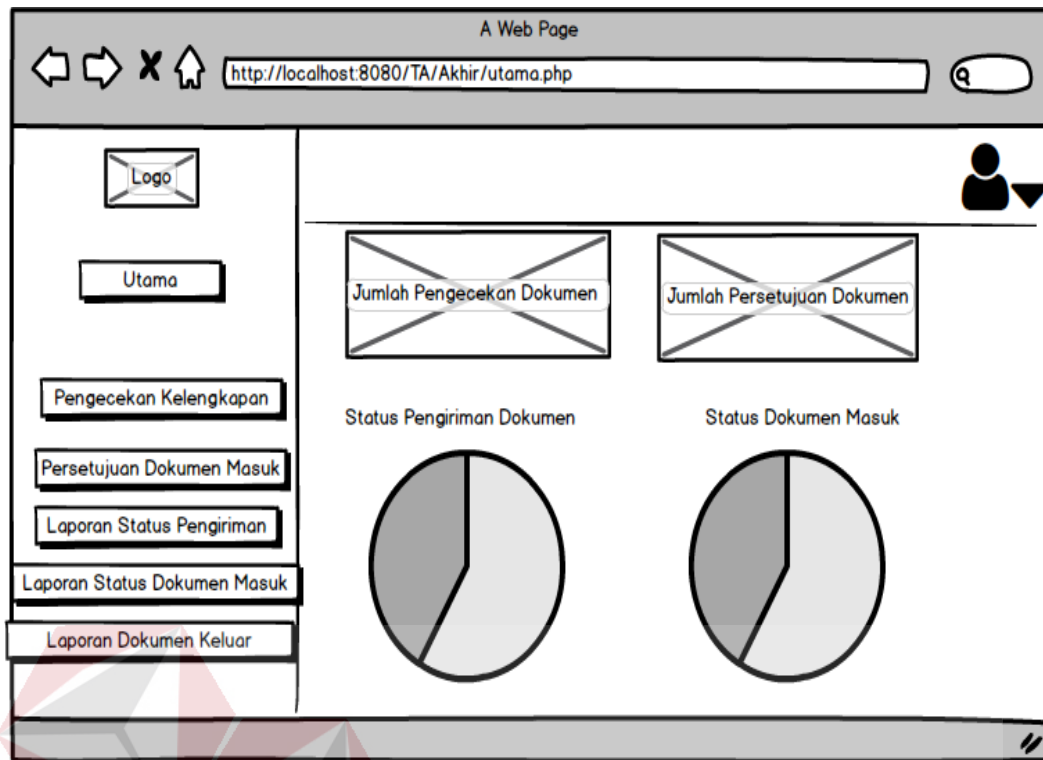 A Web Page
http://localhost:8080/TA/Akhir/utama.php
Logo
Utama
Pengecekan Kelengkapan
Persetujuan Dokumen Masuk
Laporan Status Pengiriman
Laporan Status Dokumen Masuk
Laporan Dokumen Keluar
Jumlah Pengecekan Dokumen
Jumlah Persetujuan Dokumen
Status Pengiriman Dokumen
Status Dokumen Masuk